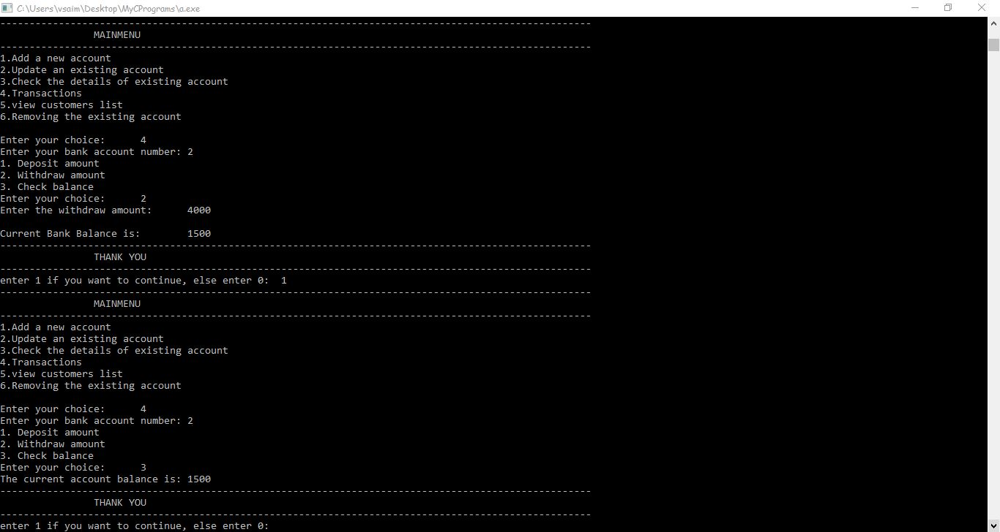 C:\Users\vsaim\Desktop\MyCPrograms\a.exe
-----------------------------------------------------------------------------------------------------
MAINMENU
-----------------------------------------------------------------------------------------------------
1.Add a new account
2.Update an existing account
3.Check the details of existing account
4.Transactions
5.view customers list
6.Removing the existing account
Enter your choice: 4
Enter your bank account number: 2
1. Deposit amount
2. Withdraw amount
3. Check balance
Enter your choice: 2
Enter the withdraw amount: 4000
Current Bank Balance is: 1500
-----------------------------------------------------------------------------------------------------
THANK YOU
-----------------------------------------------------------------------------------------------------
enter 1 if you want to continue, else enter 0: 1
-----------------------------------------------------------------------------------------------------
MAINMENU
-----------------------------------------------------------------------------------------------------
1.Add a new account
2.Update an existing account
3.Check the details of existing account
4.Transactions
5.view customers list
6.Removing the existing account
Enter your choice: 4
Enter your bank account number: 2
1. Deposit amount
2. Withdraw amount
3. Check balance
Enter your choice: 3
The current account balance is: 1500
-----------------------------------------------------------------------------------------------------
THANK YOU
-----------------------------------------------------------------------------------------------------
enter 1 if you want to continue, else enter 0: